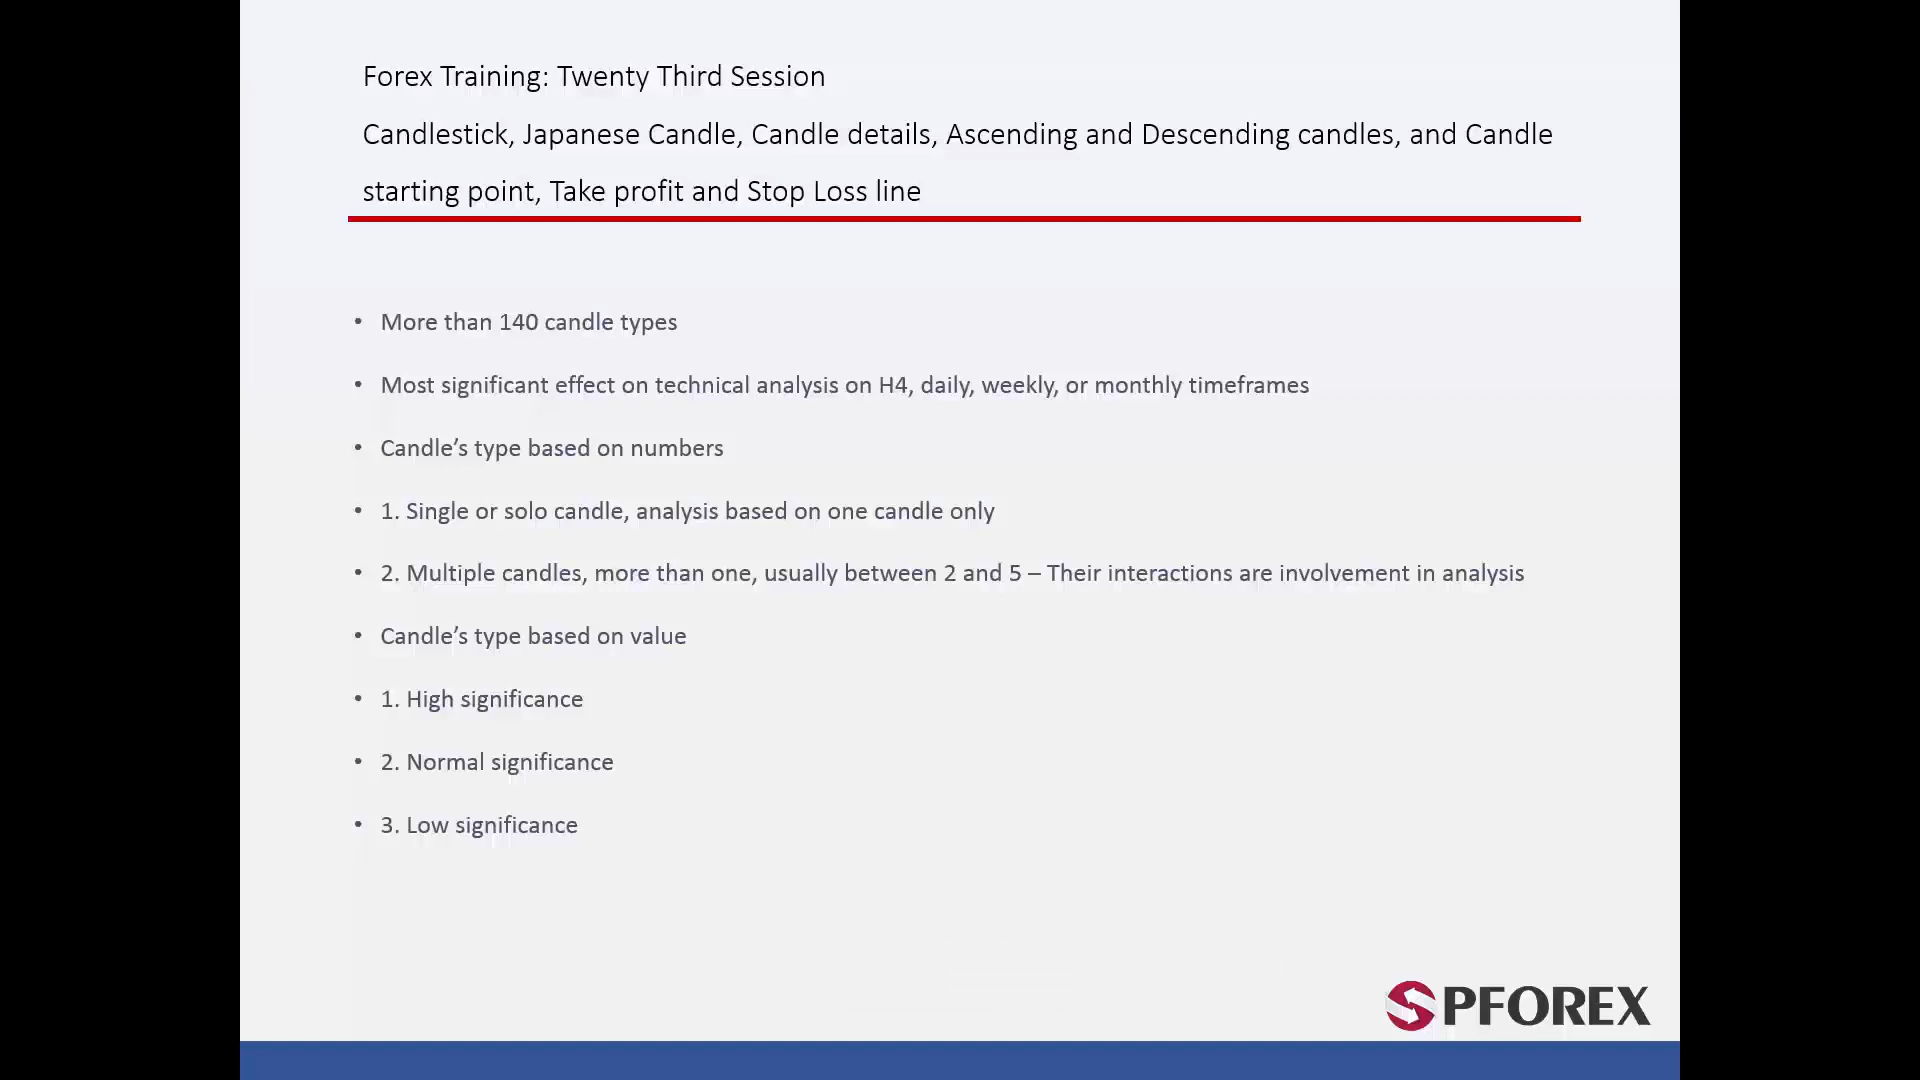 Forex Training: Twenty Third Session
Candlestick, Japanese Candle, Candle details, Ascending and Descending candles, and Candle
starting point, Take profit and Stop Loss line
• More than 140 candle types
• Most significant effect on technical analysis on H4, daily, weekly, or monthly timeframes
• Candle’s type based on numbers
• 1. Single or solo candle, analysis based on one candle only
• 2. Multiple candles, more than one, usually between 2 and 5 – Their interactions are involvement in analysis
• Candle’s type based on value
• 1. High significance
• 2. Normal significance
• 3. Low significance
PFOREX